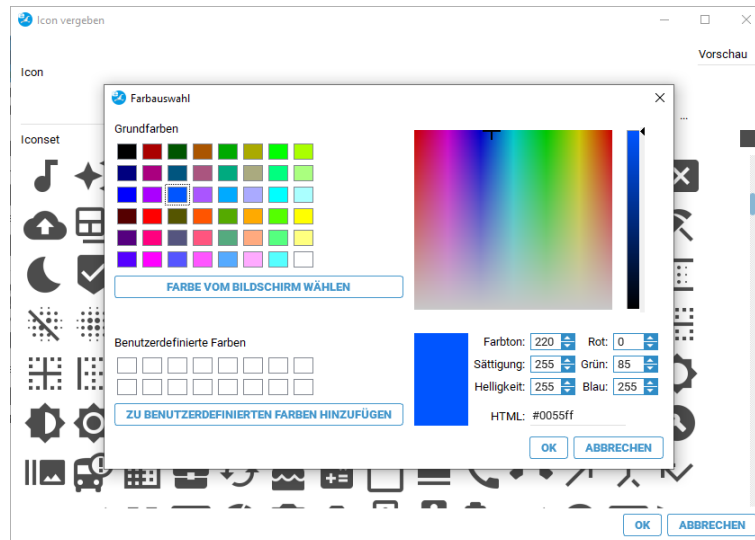 Icon vergeben
Vorschau
Icon
Farbauswahl
Grundfarben
...
Iconset
FARBE VOM BILDSCHIRM WÄHLEN
Benutzerdefinierte Farben
Farbton: 220 Rot: 0
Sättigung: 255 Grün: 85
Helligkeit: 255 Blau: 255
ZU BENUTZERDEFINIERTEN FARBEN HINZUFÜGEN
HTML: #0055ff
OK ABBRECHEN
OK ABBRECHEN